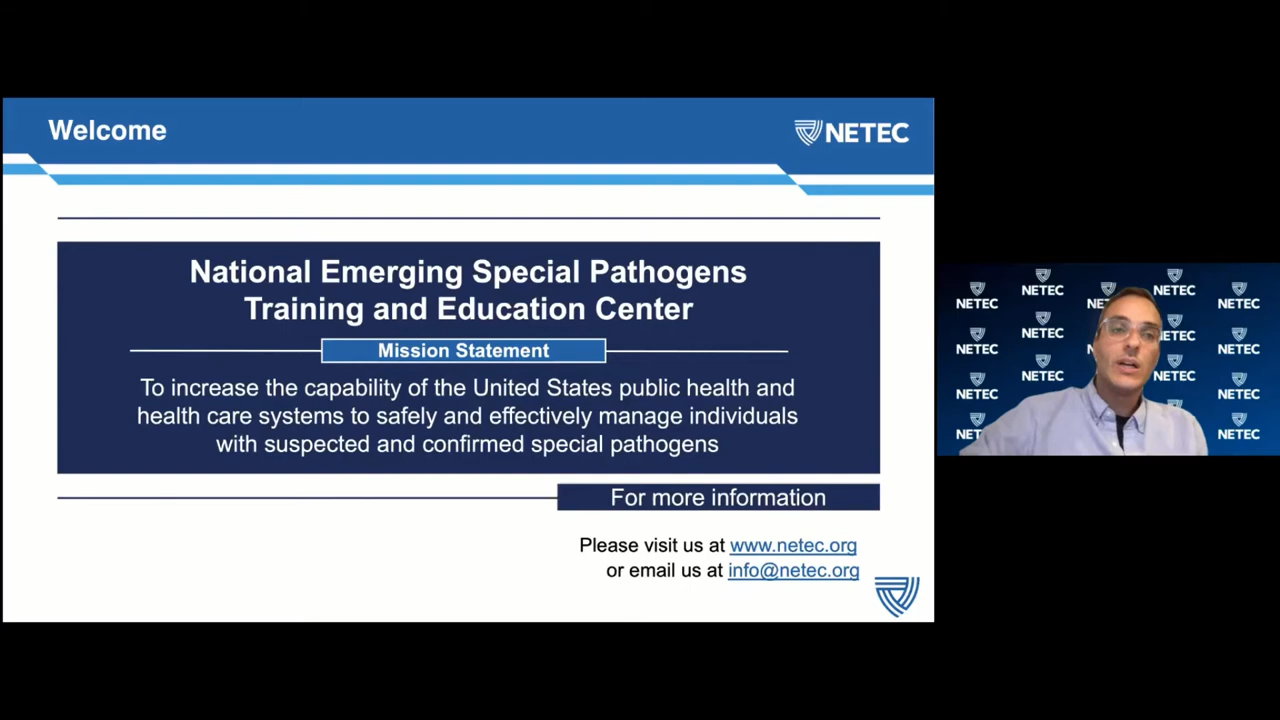 Welcome
NETEC
National Emerging Special Pathogens
Training and Education Center
Mission Statement
To increase the capability of the United States public health and
health care systems to safely and effectively manage individuals
with suspected and confirmed special pathogens
For more information
Please visit us at www.netec.org
or email us at info@netec.org
NETEC
NETEC
NETEC
NETEC
NETEC
NETEC
NETEC
NETEC
NETEC
NETEC
NETEC
NETEC
NETEC